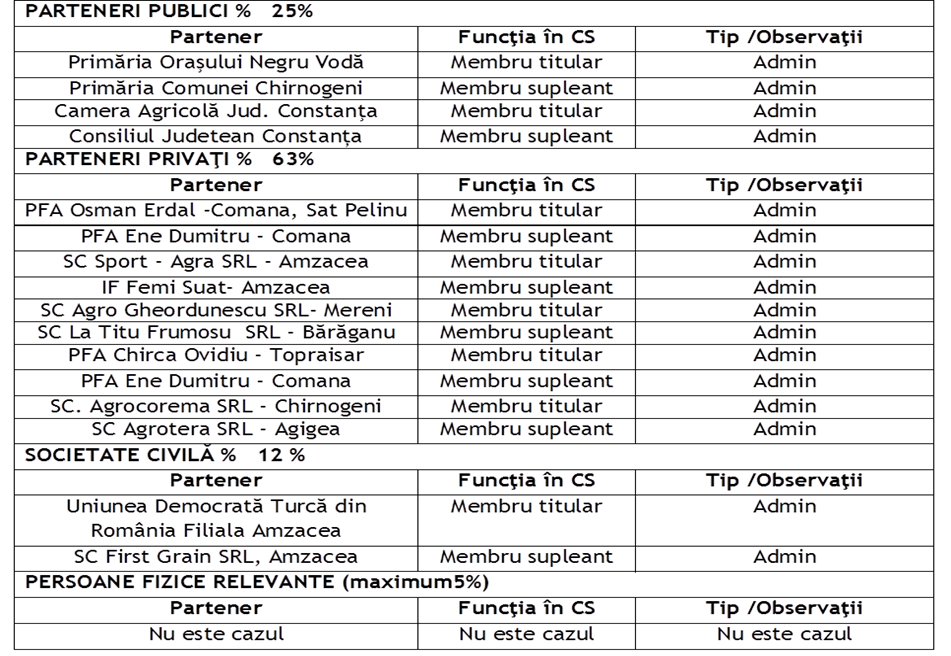 PARTENERI PUBLICI % 25%
Partener Funcţia în CS Tip /Observaţii
Primăria Orașului Negru Vodă Membru titular Admin
Primăria Comunei Chirnogeni Membru supleant Admin
Camera Agricolă Jud. Constanța Membru titular Admin
Consiliul Judetean Constanța Membru supleant Admin
PARTENERI PRIVAŢI % 63%
Partener Funcţia în CS Tip /Observaţii
PFA Osman Erdal -Comana, Sat Pelinu Membru titular Admin
PFA Ene Dumitru - Comana Membru supleant Admin
SC Sport - Agra SRL - Amzacea Membru titular Admin
IF Femi Suat- Amzacea Membru supleant Admin
SC Agro Gheordunescu SRL- Mereni Membru titular Admin
SC La Titu Frumosu SRL - Bărăganu Membru supleant Admin
PFA Chirca Ovidiu - Topraisar Membru titular Admin
PFA Ene Dumitru - Comana Membru supleant Admin
SC. Agrocorema SRL - Chirnogeni Membru titular Admin
SC Agrotera SRL - Agigea Membru supleant Admin
SOCIETATE CIVILĂ % 12 %
Partener Funcţia în CS Tip /Observaţii
Uniunea Democrată Turcă din Membru titular Admin
România Filiala Amzacea
SC First Grain SRL, Amzacea Membru supleant Admin
PERSOANE FIZICE RELEVANTE (maximum5%)
Partener Funcţia în CS Tip /Observaţii
Nu este cazul Nu este cazul Nu este cazul